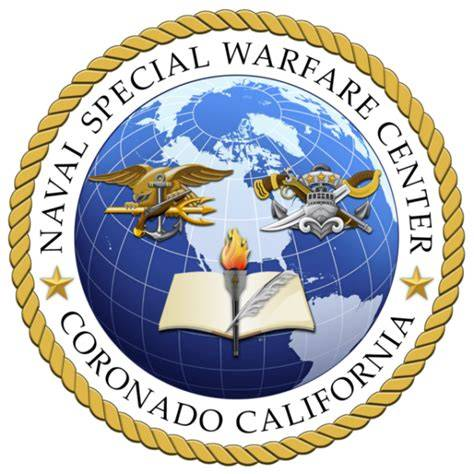 NAVAL SPECIAL WARFARE CENTER
CORONADO CALIFORNIA